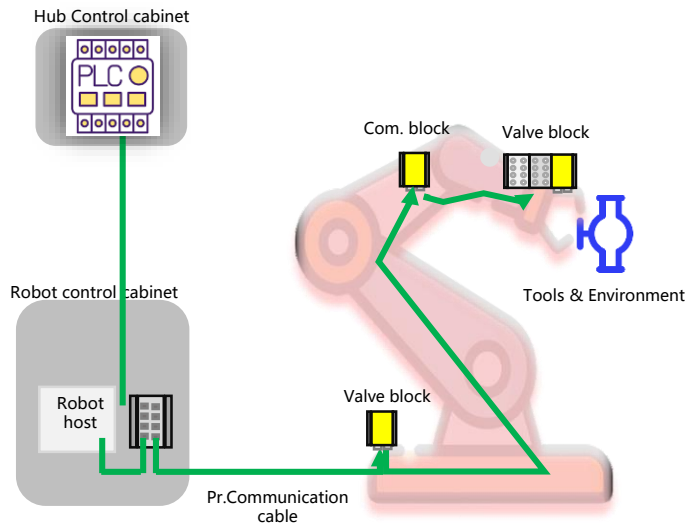 Hub Control cabinet
PLC
Com. block
Valve block
Robot control cabinet
Tools & Environment
Robot
host
Valve block
Pr.Communication
cable